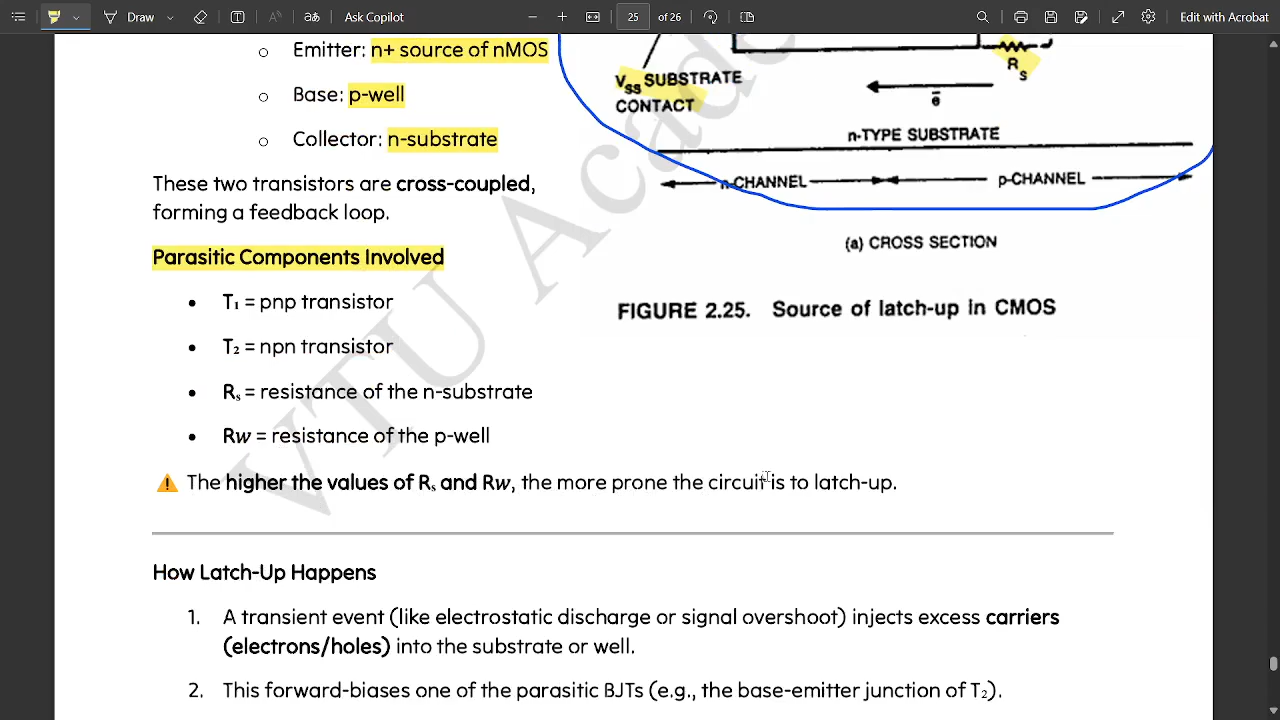 Draw
Ask Copilot
25
of 26
Edit with Acrobat
Emitter: n+ source of nMOS
Base: p-well
Collector: n-substrate
These two transistors are cross-coupled,
forming a feedback loop.
Parasitic Components Involved
T₁ = pnp transistor
T₂ = npn transistor
Rₛ = resistance of the n-substrate
Rw = resistance of the p-well
⚠ The higher the values of Rₛ and Rw, the more prone the circuit is to latch-up.
How Latch-Up Happens
1. A transient event (like electrostatic discharge or signal overshoot) injects excess carriers
(electrons/holes) into the substrate or well.
2. This forward-biases one of the parasitic BJTs (e.g., the base-emitter junction of T₂).
Rs
Vss SUBSTRATE
CONTACT
ē
n-TYPE SUBSTRATE
n-CHANNEL
p-CHANNEL
(a) CROSS SECTION
FIGURE 2.25. Source of latch-up in CMOS
VTU Acade